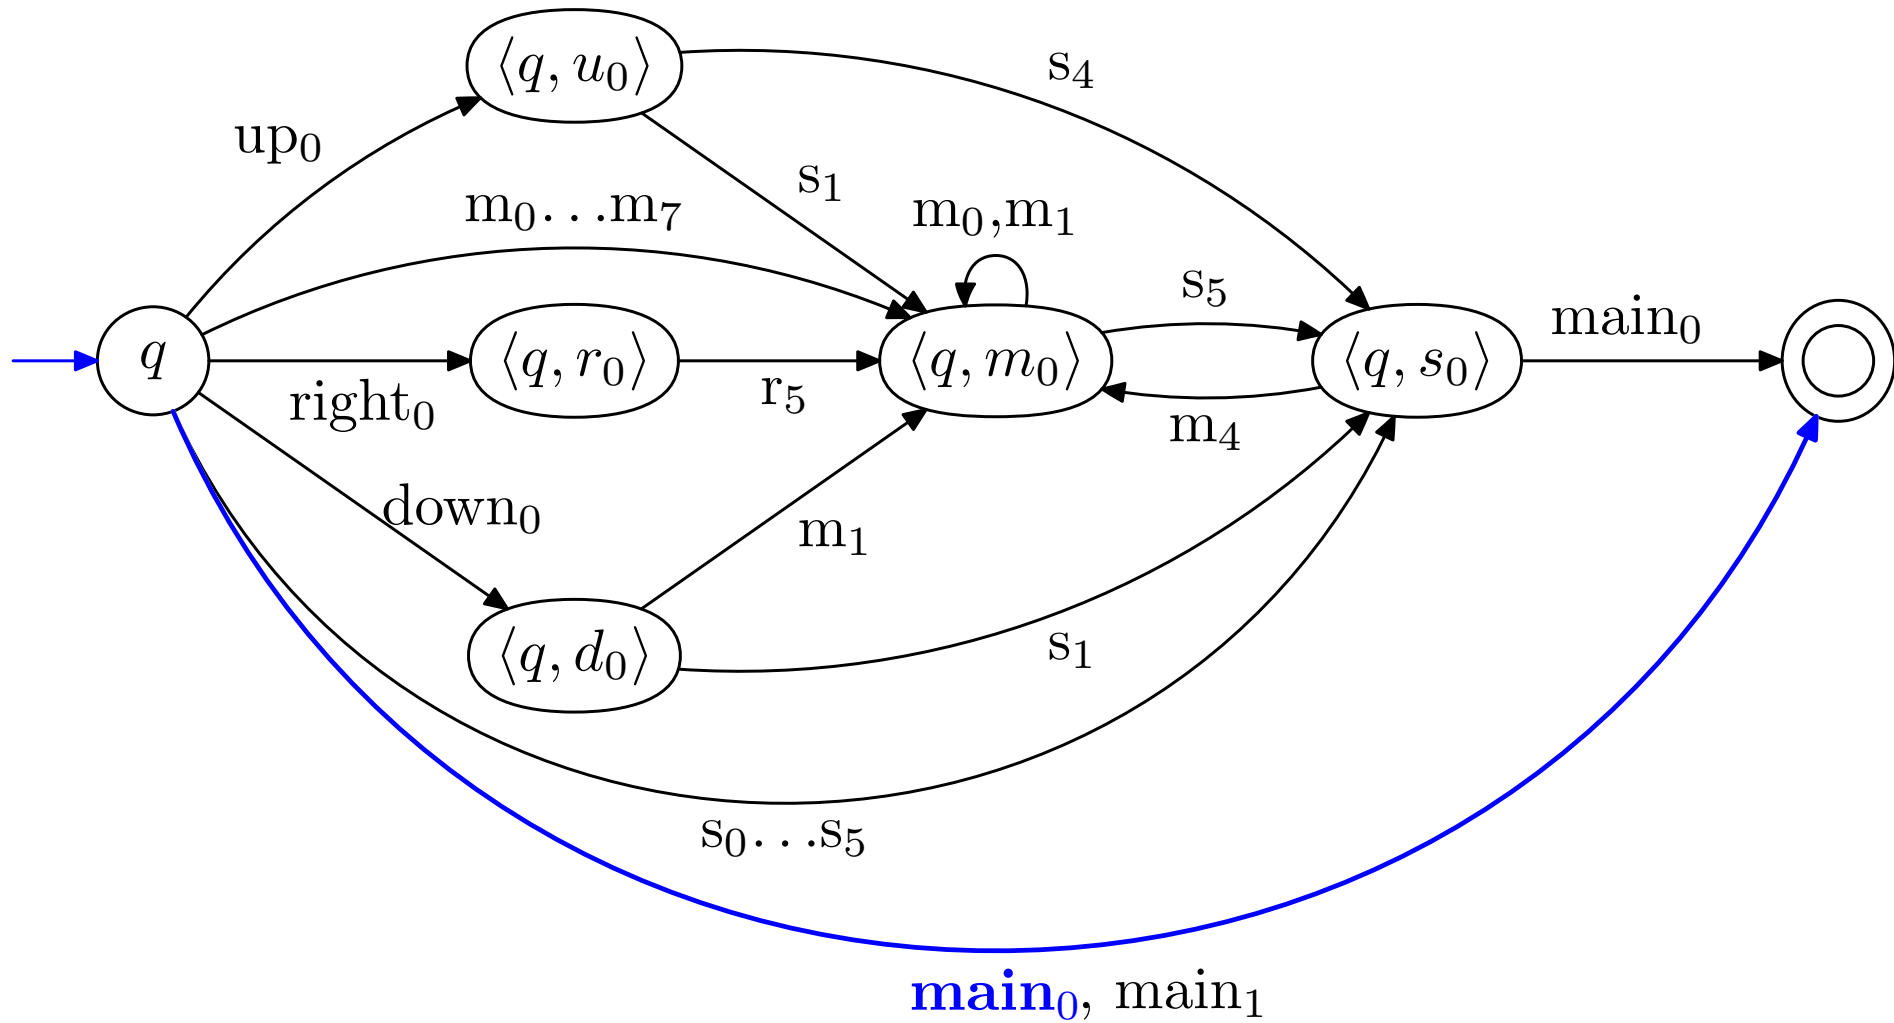 ⟨q, u₀⟩
s₄
up₀
s₁
m₀...m₇
m₀,m₁
s₅
main₀
q
⟨q, r₀⟩
⟨q, m₀⟩
⟨q, s₀⟩
right₀
r₅
m₄
down₀
m₁
⟨q, d₀⟩
s₁
s₀...s₅
main₀, main₁